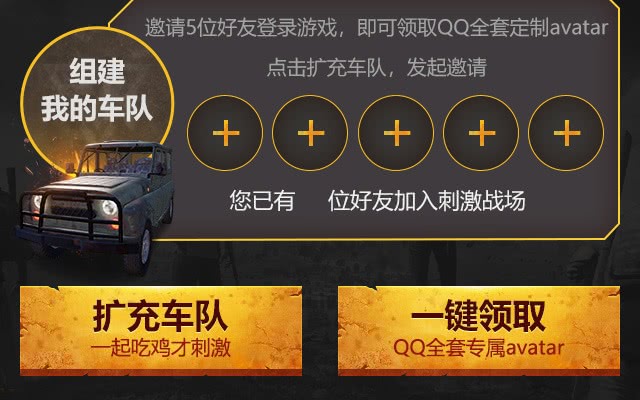 邀请5位好友登录游戏，即可领取QQ全套定制avatar
点击扩充车队，发起邀请
组建
我的车队
您已有 位好友加入刺激战场
扩充车队
一起吃鸡才刺激
一键领取
QQ全套专属avatar